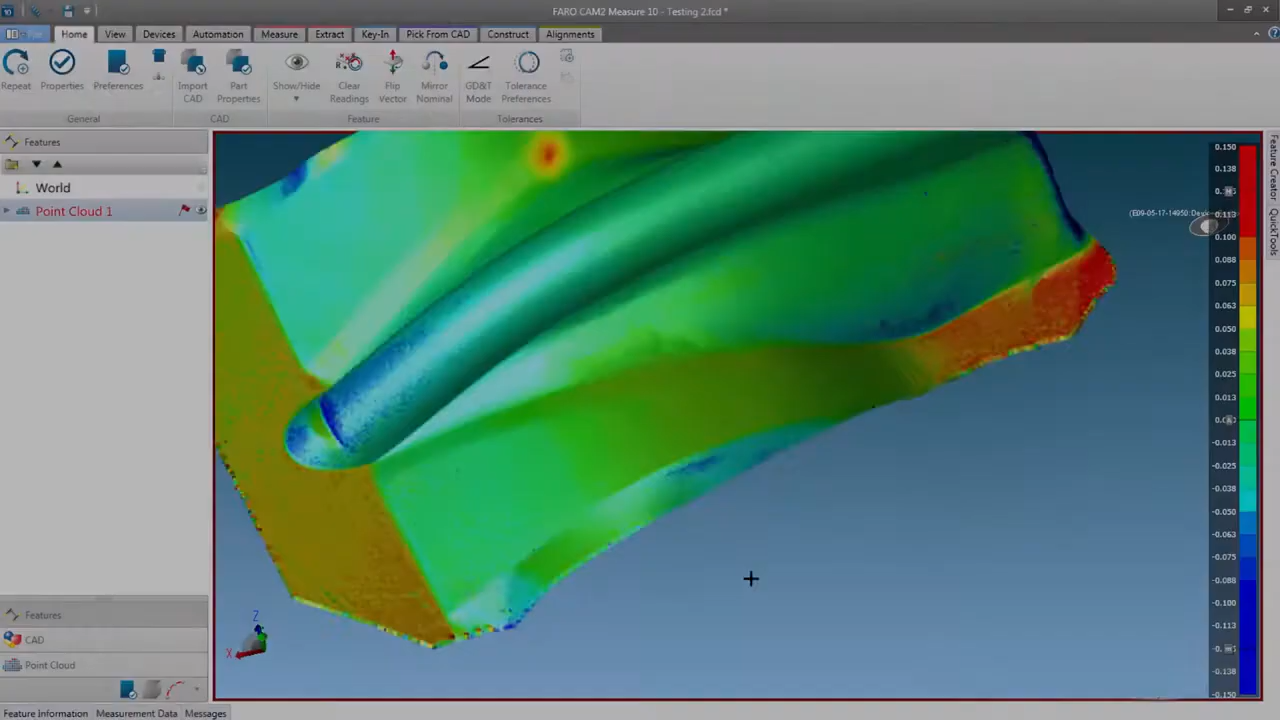 FARO CAM2 Measure 10 - Testing 2.fcd *
Home View Devices Automation Measure Extract Key-In Pick From CAD Construct Alignments
Repeat Properties Preferences Import CAD Part Properties Show/Hide Clear Readings Flip Vector Mirror Nominal GD&T Mode Tolerance Preferences
General CAD Feature Tolerances
Features
World
Point Cloud 1
Features
CAD
Point Cloud
Feature Information Measurement Data Messages
Z
X
0.150
0.138
0.113
0.100
0.088
0.075
0.063
0.050
0.038
0.025
0.013
-0.013
-0.025
-0.038
-0.050
-0.063
-0.075
-0.088
-0.100
-0.113
-0.138
-0.150
Feature Creator
QuickTools